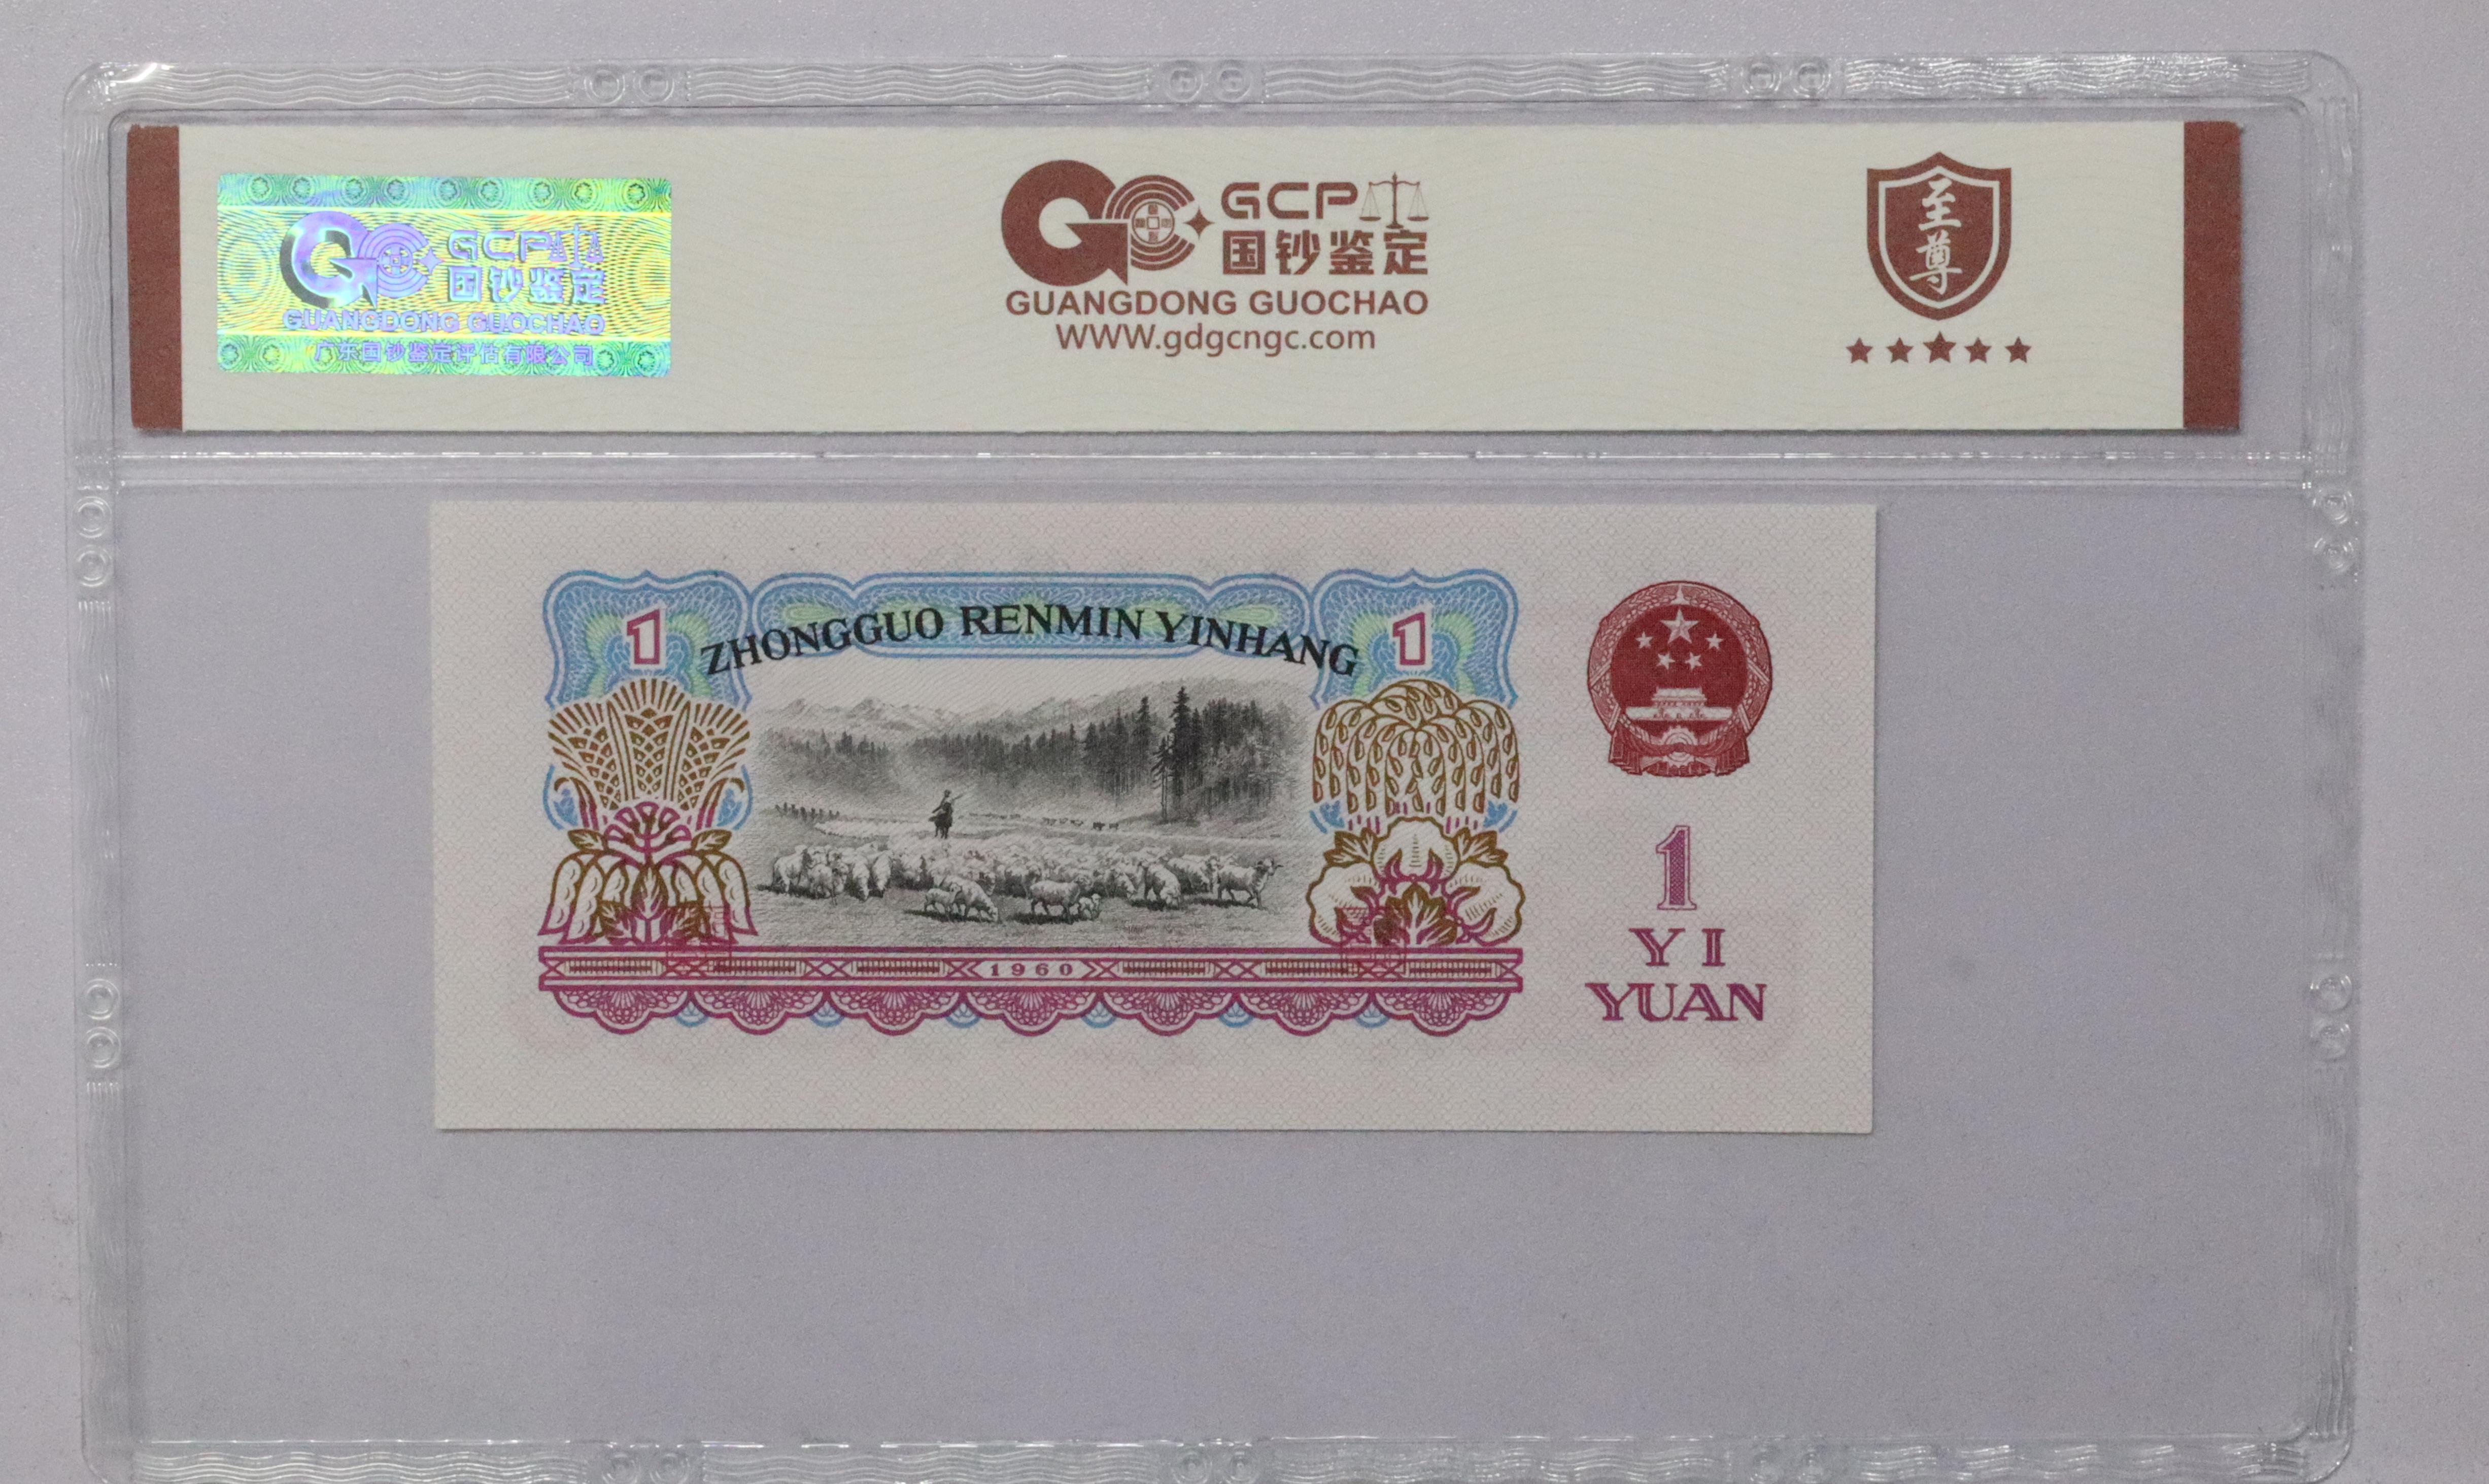 GCP
国钞鉴定
GUANGDONG GUOCHAO
广东国钞鉴定评估有限公司
GCP
国钞鉴定
GUANGDONG GUOCHAO
WWW.gdgcngc.com
至尊
1 ZHONGGUO RENMIN YINHANG 1
1960
1
YI
YUAN